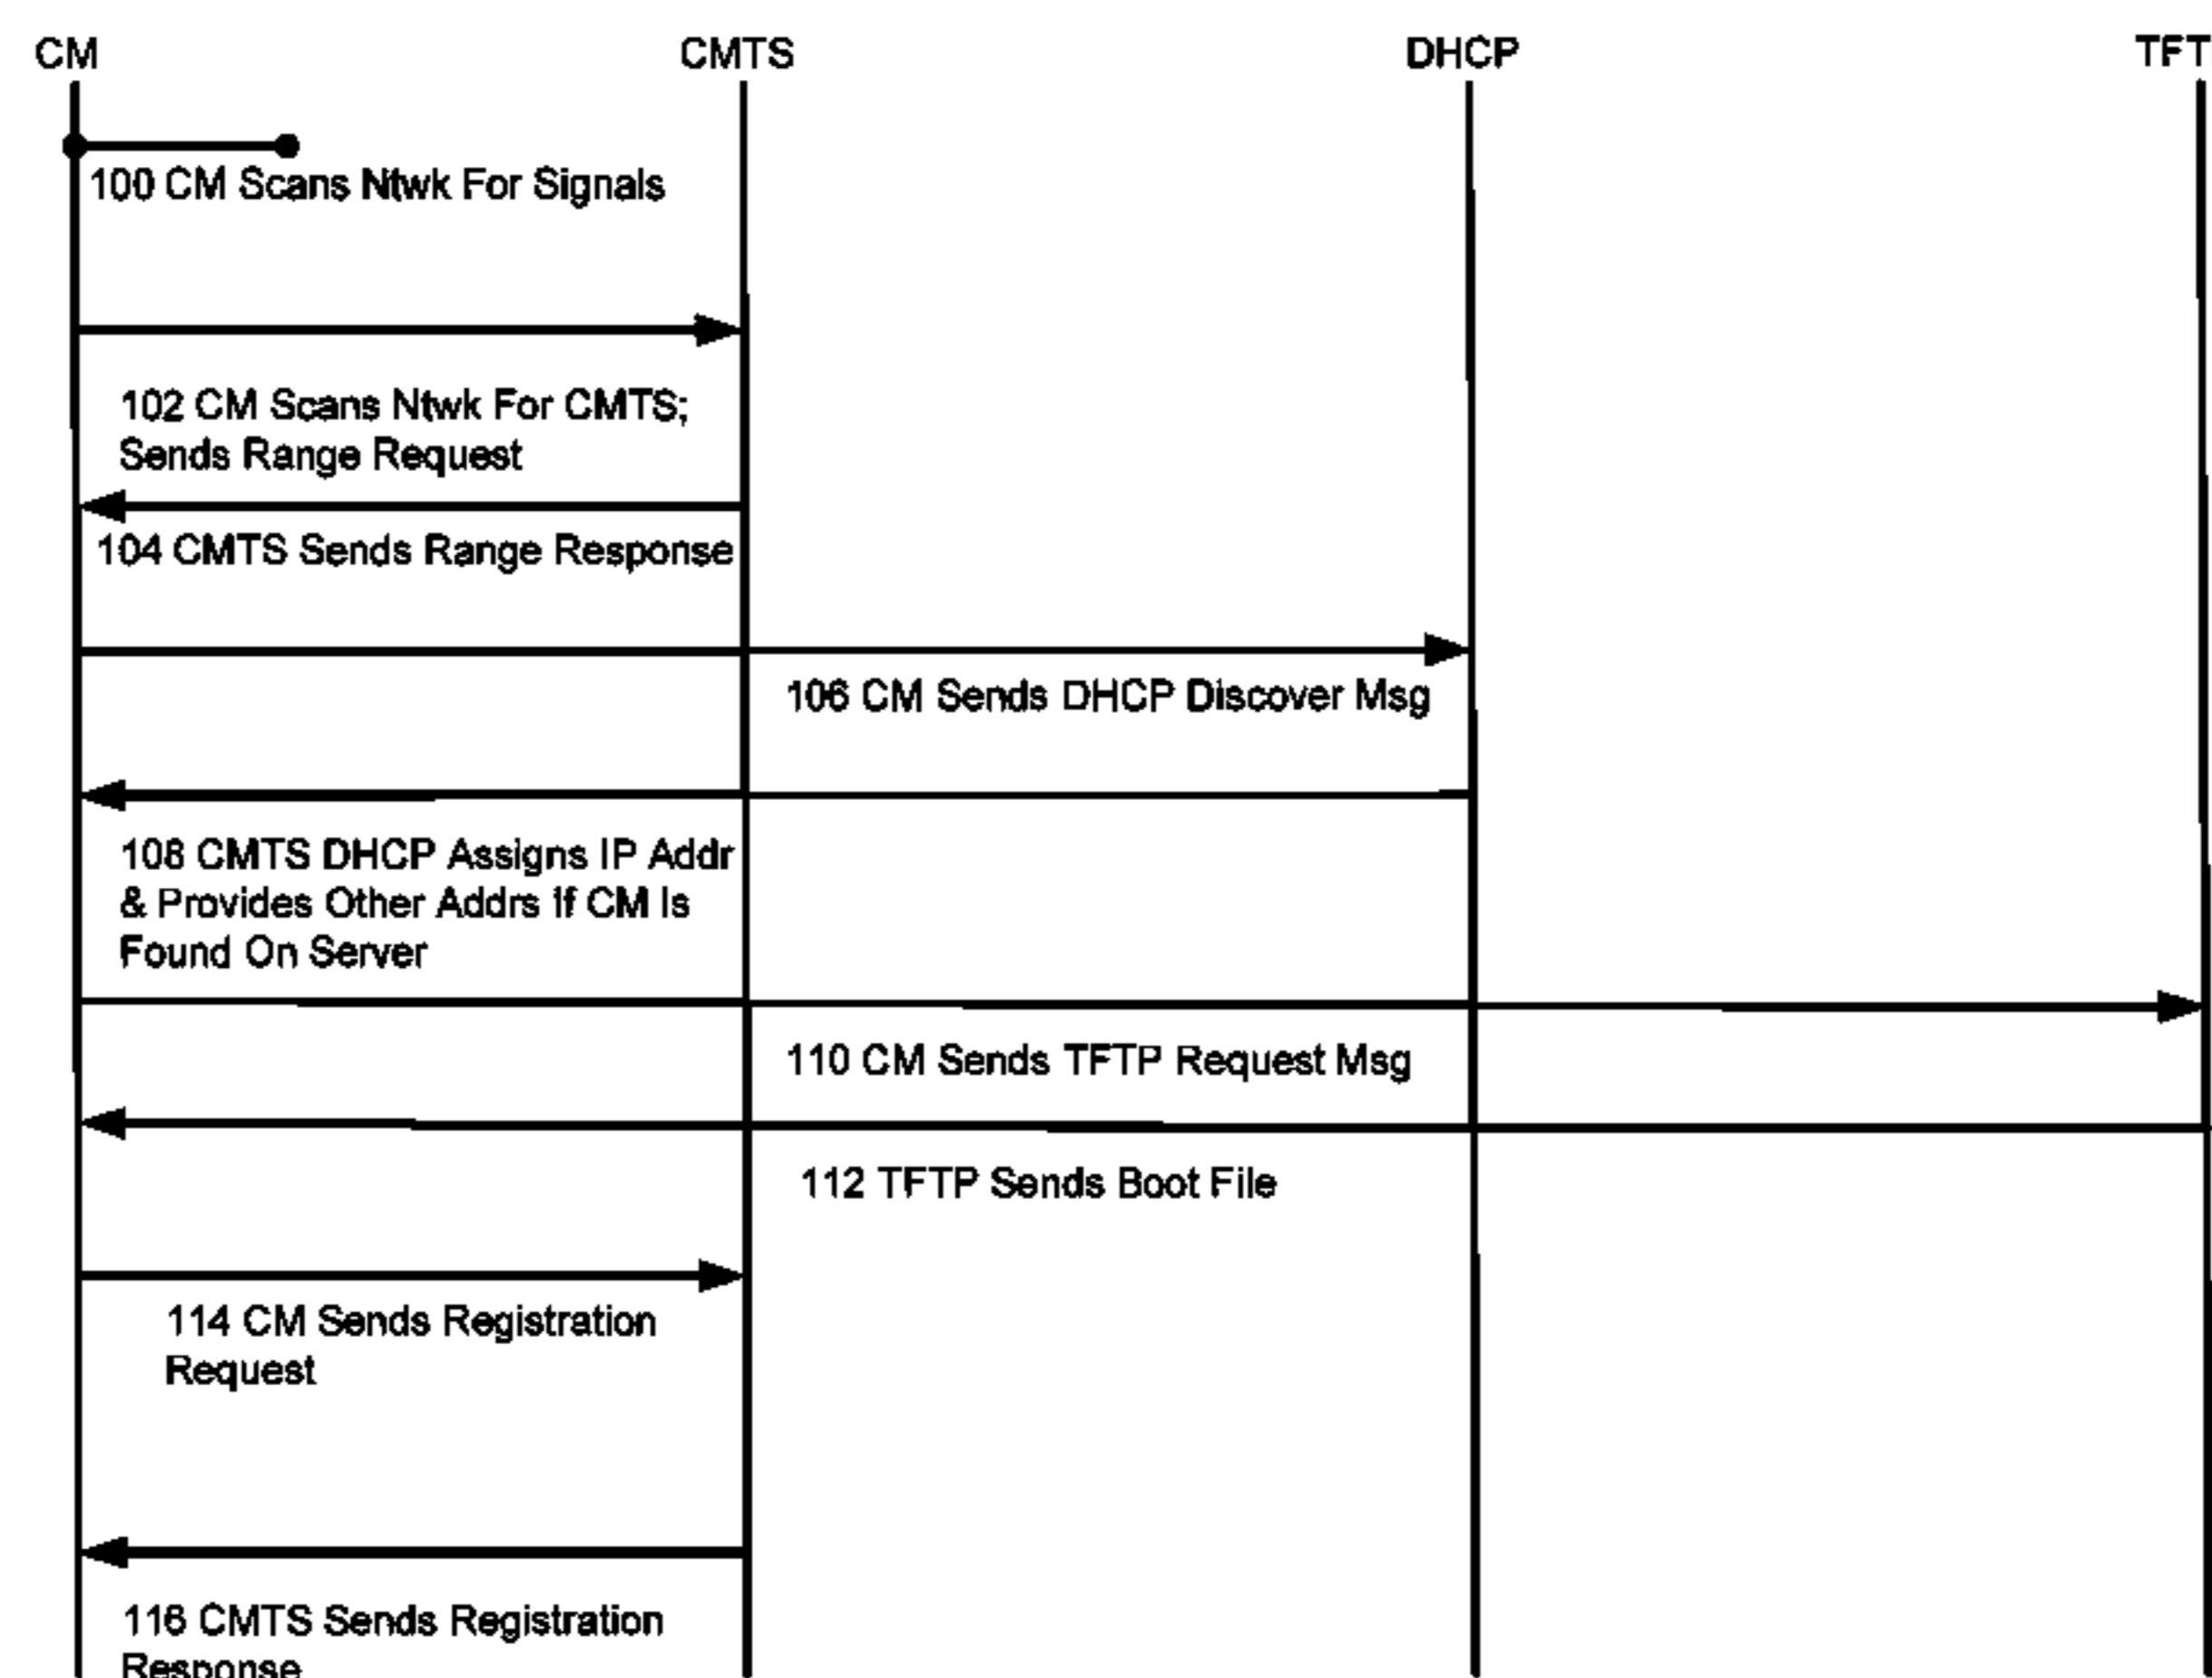 CM CMTS DHCP TFT
100 CM Scans Ntwk For Signals
102 CM Scans Ntwk For CMTS;
Sends Range Request
104 CMTS Sends Range Response
106 CM Sends DHCP Discover Msg
108 CMTS DHCP Assigns IP Addr
& Provides Other Addrs if CM Is
Found On Server
110 CM Sends TFTP Request Msg
112 TFTP Sends Boot File
114 CM Sends Registration
Request
116 CMTS Sends Registration
Response